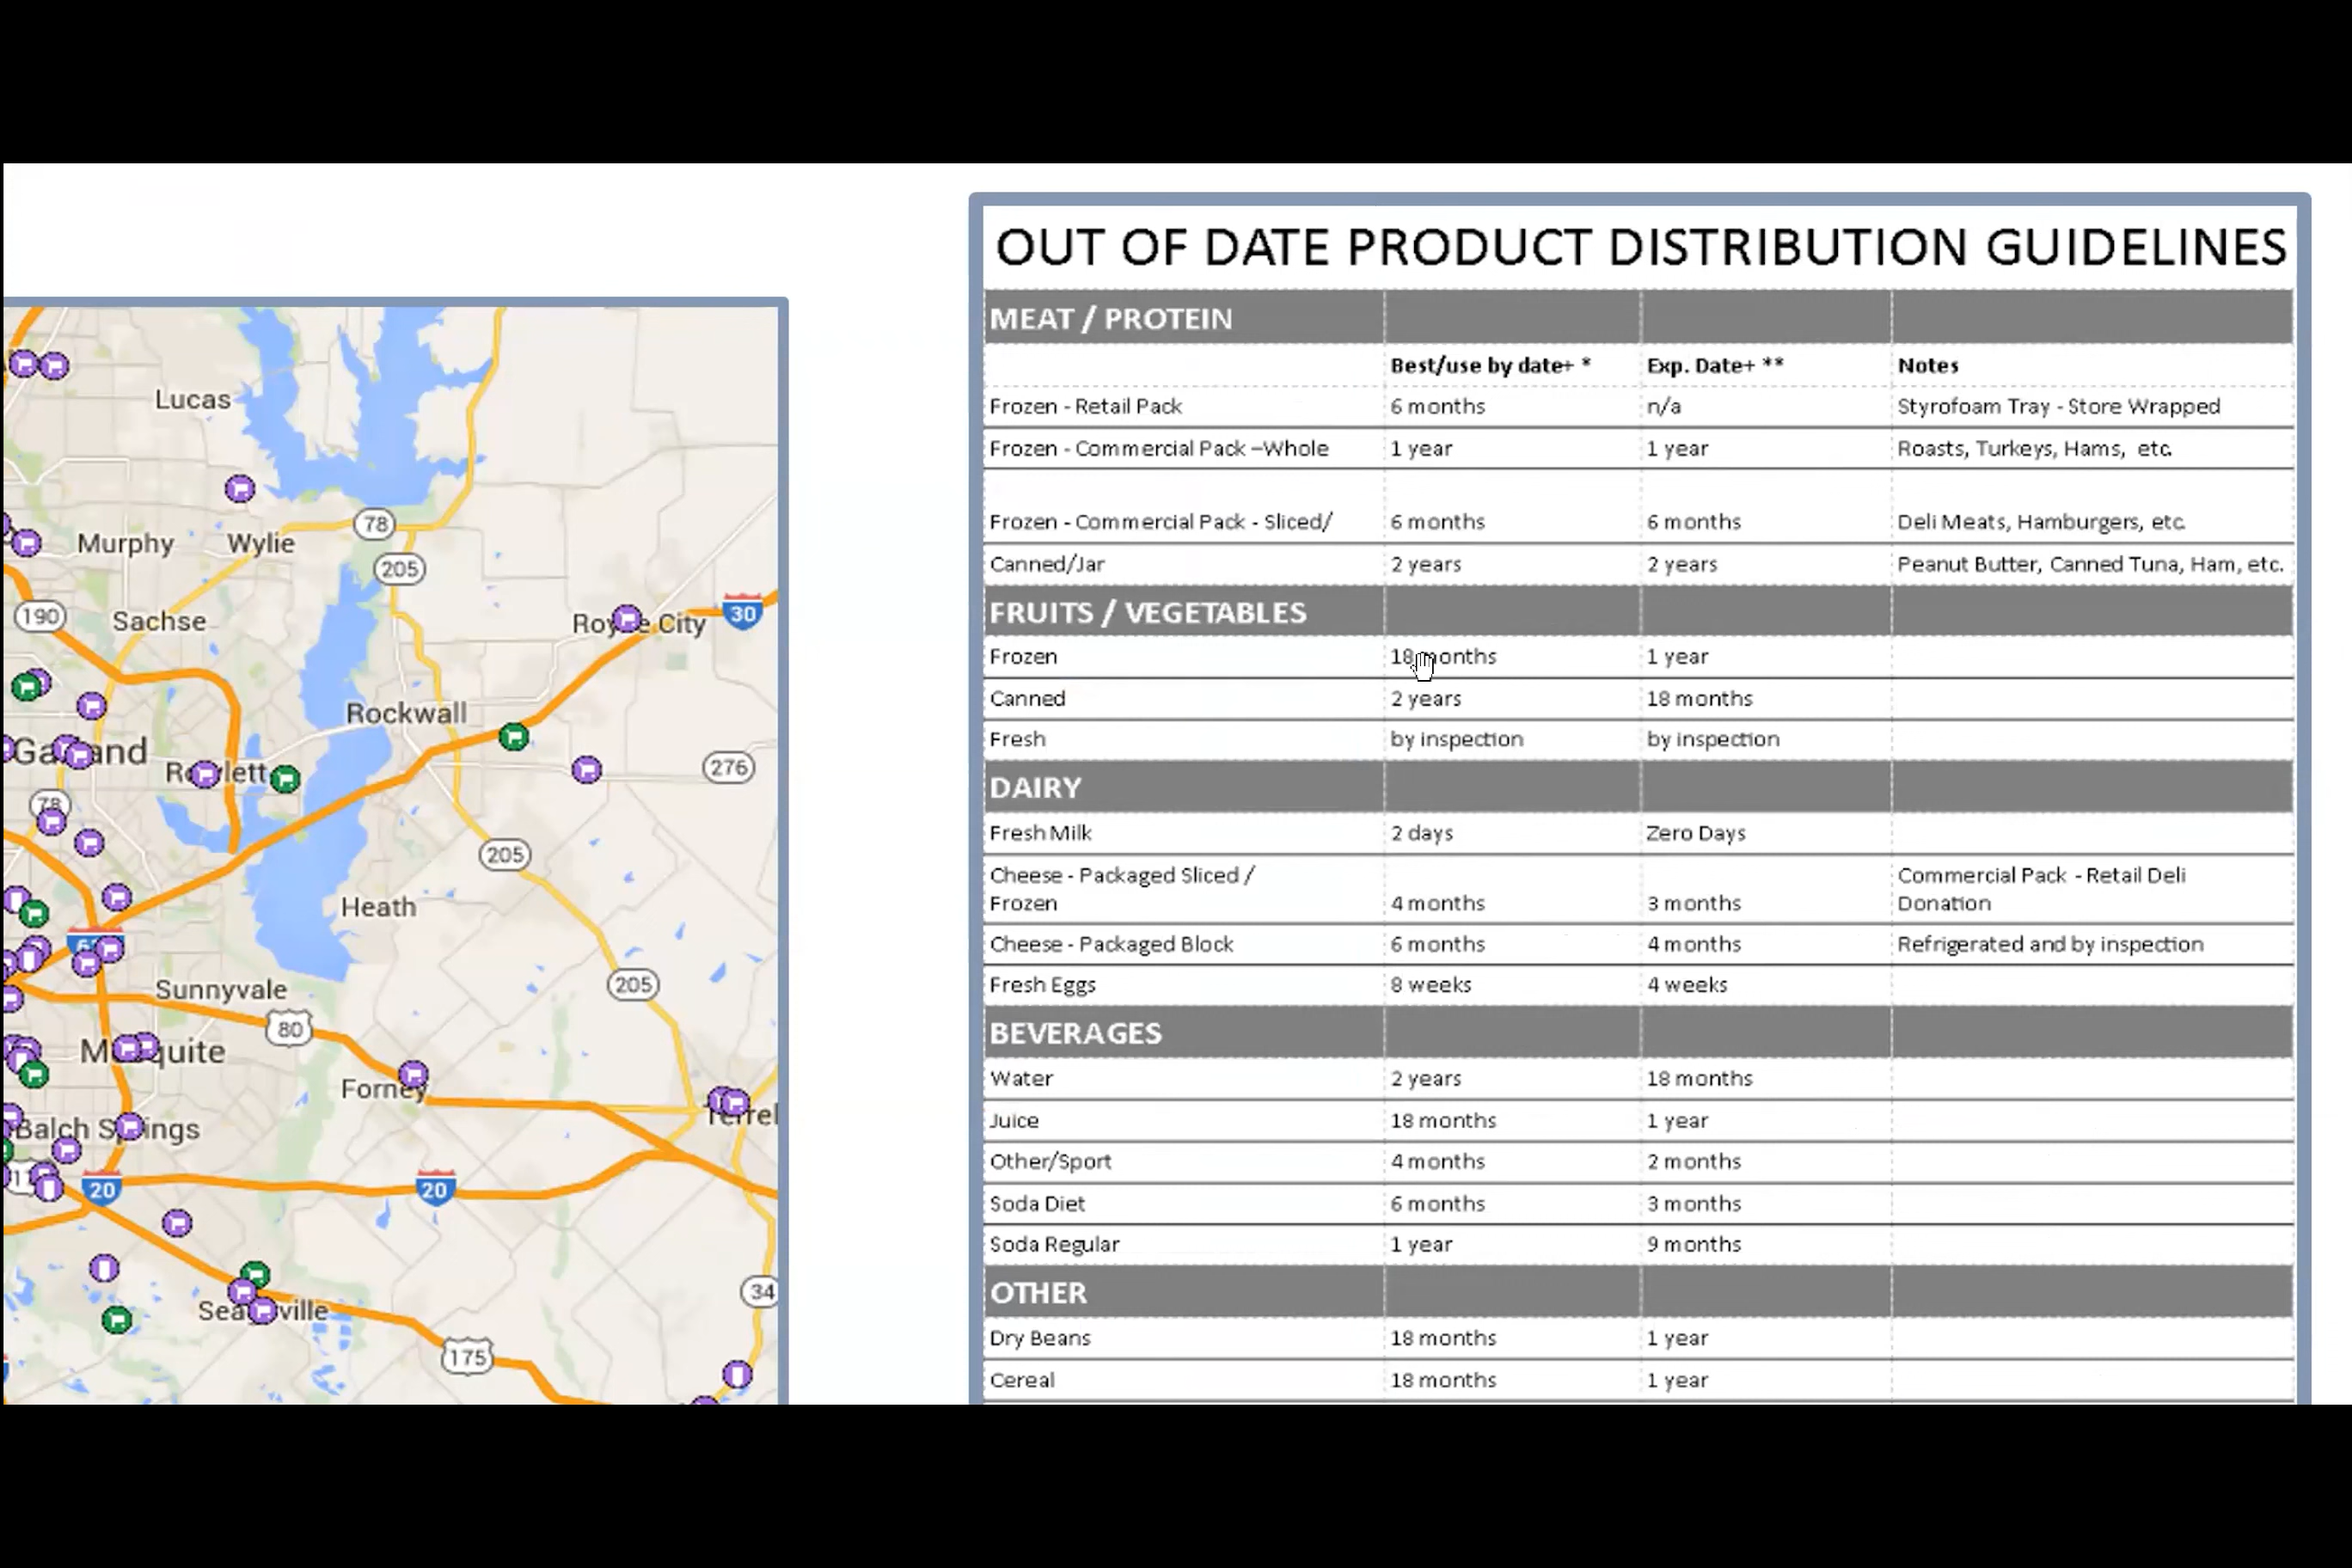 Lucas
Murphy
Wylie
78
205
190
Sachse
Royse City
30
Rockwall
Garland
Rowlett
276
78
205
Heath
Sunnyvale
205
80
Mesquite
Forney
Terrel
Balch Springs
20
20
Seagoville
34
175
OUT OF DATE PRODUCT DISTRIBUTION GUIDELINES
MEAT / PROTEIN
Best/use by date+ * Exp. Date+ ** Notes
Frozen - Retail Pack 6 months n/a Styrofoam Tray - Store Wrapped
Frozen - Commercial Pack –Whole 1 year 1 year Roasts, Turkeys, Hams, etc.
Frozen - Commercial Pack - Sliced/ 6 months 6 months Deli Meats, Hamburgers, etc.
Canned/Jar 2 years 2 years Peanut Butter, Canned Tuna, Ham, etc.
FRUITS / VEGETABLES
Frozen 18 months 1 year
Canned 2 years 18 months
Fresh by inspection by inspection
DAIRY
Fresh Milk 2 days Zero Days
Cheese - Packaged Sliced / Commercial Pack - Retail Deli
Frozen 4 months 3 months Donation
Cheese - Packaged Block 6 months 4 months Refrigerated and by inspection
Fresh Eggs 8 weeks 4 weeks
BEVERAGES
Water 2 years 18 months
Juice 18 months 1 year
Other/Sport 4 months 2 months
Soda Diet 6 months 3 months
Soda Regular 1 year 9 months
OTHER
Dry Beans 18 months 1 year
Cereal 18 months 1 year